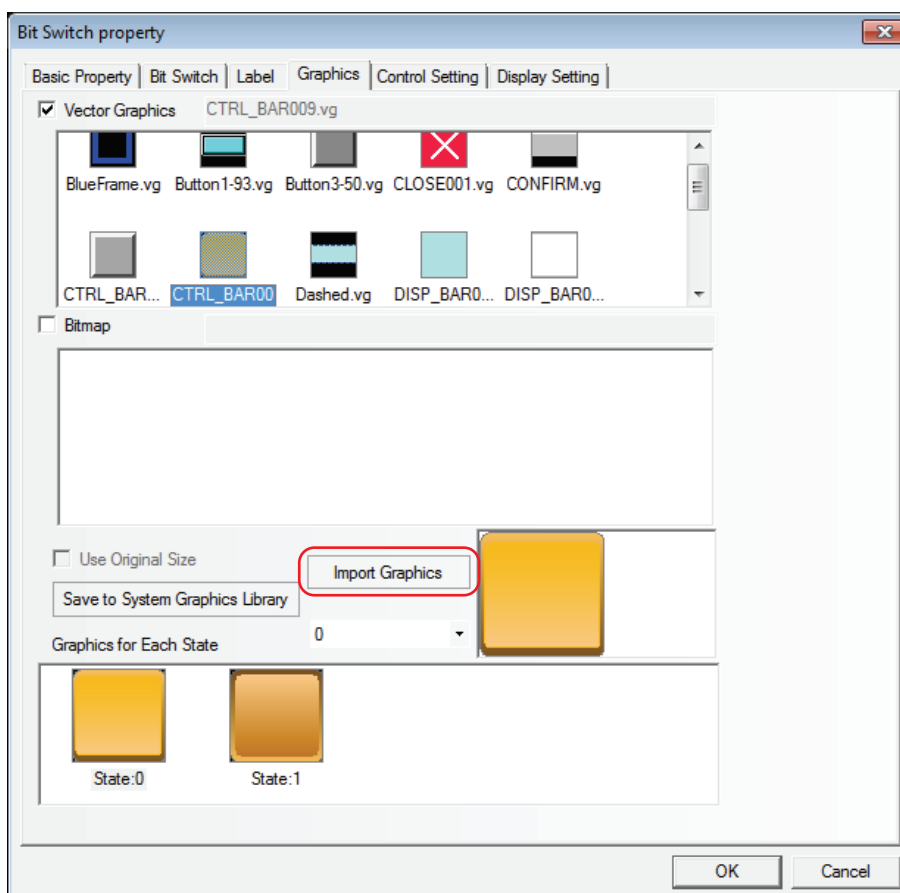 Bit Switch property
Basic Property Bit Switch Label Graphics Control Setting Display Setting
Vector Graphics CTRL_BAR009.vg
BlueFrame.vg Button1-93.vg Button3-50.vg CLOSE001.vg CONFIRM.vg
CTRL_BAR... CTRL_BAR00 Dashed.vg DISP_BAR0... DISP_BAR0...
Bitmap
Use Original Size
Import Graphics
Save to System Graphics Library
0
Graphics for Each State
State:0 State:1
OK Cancel